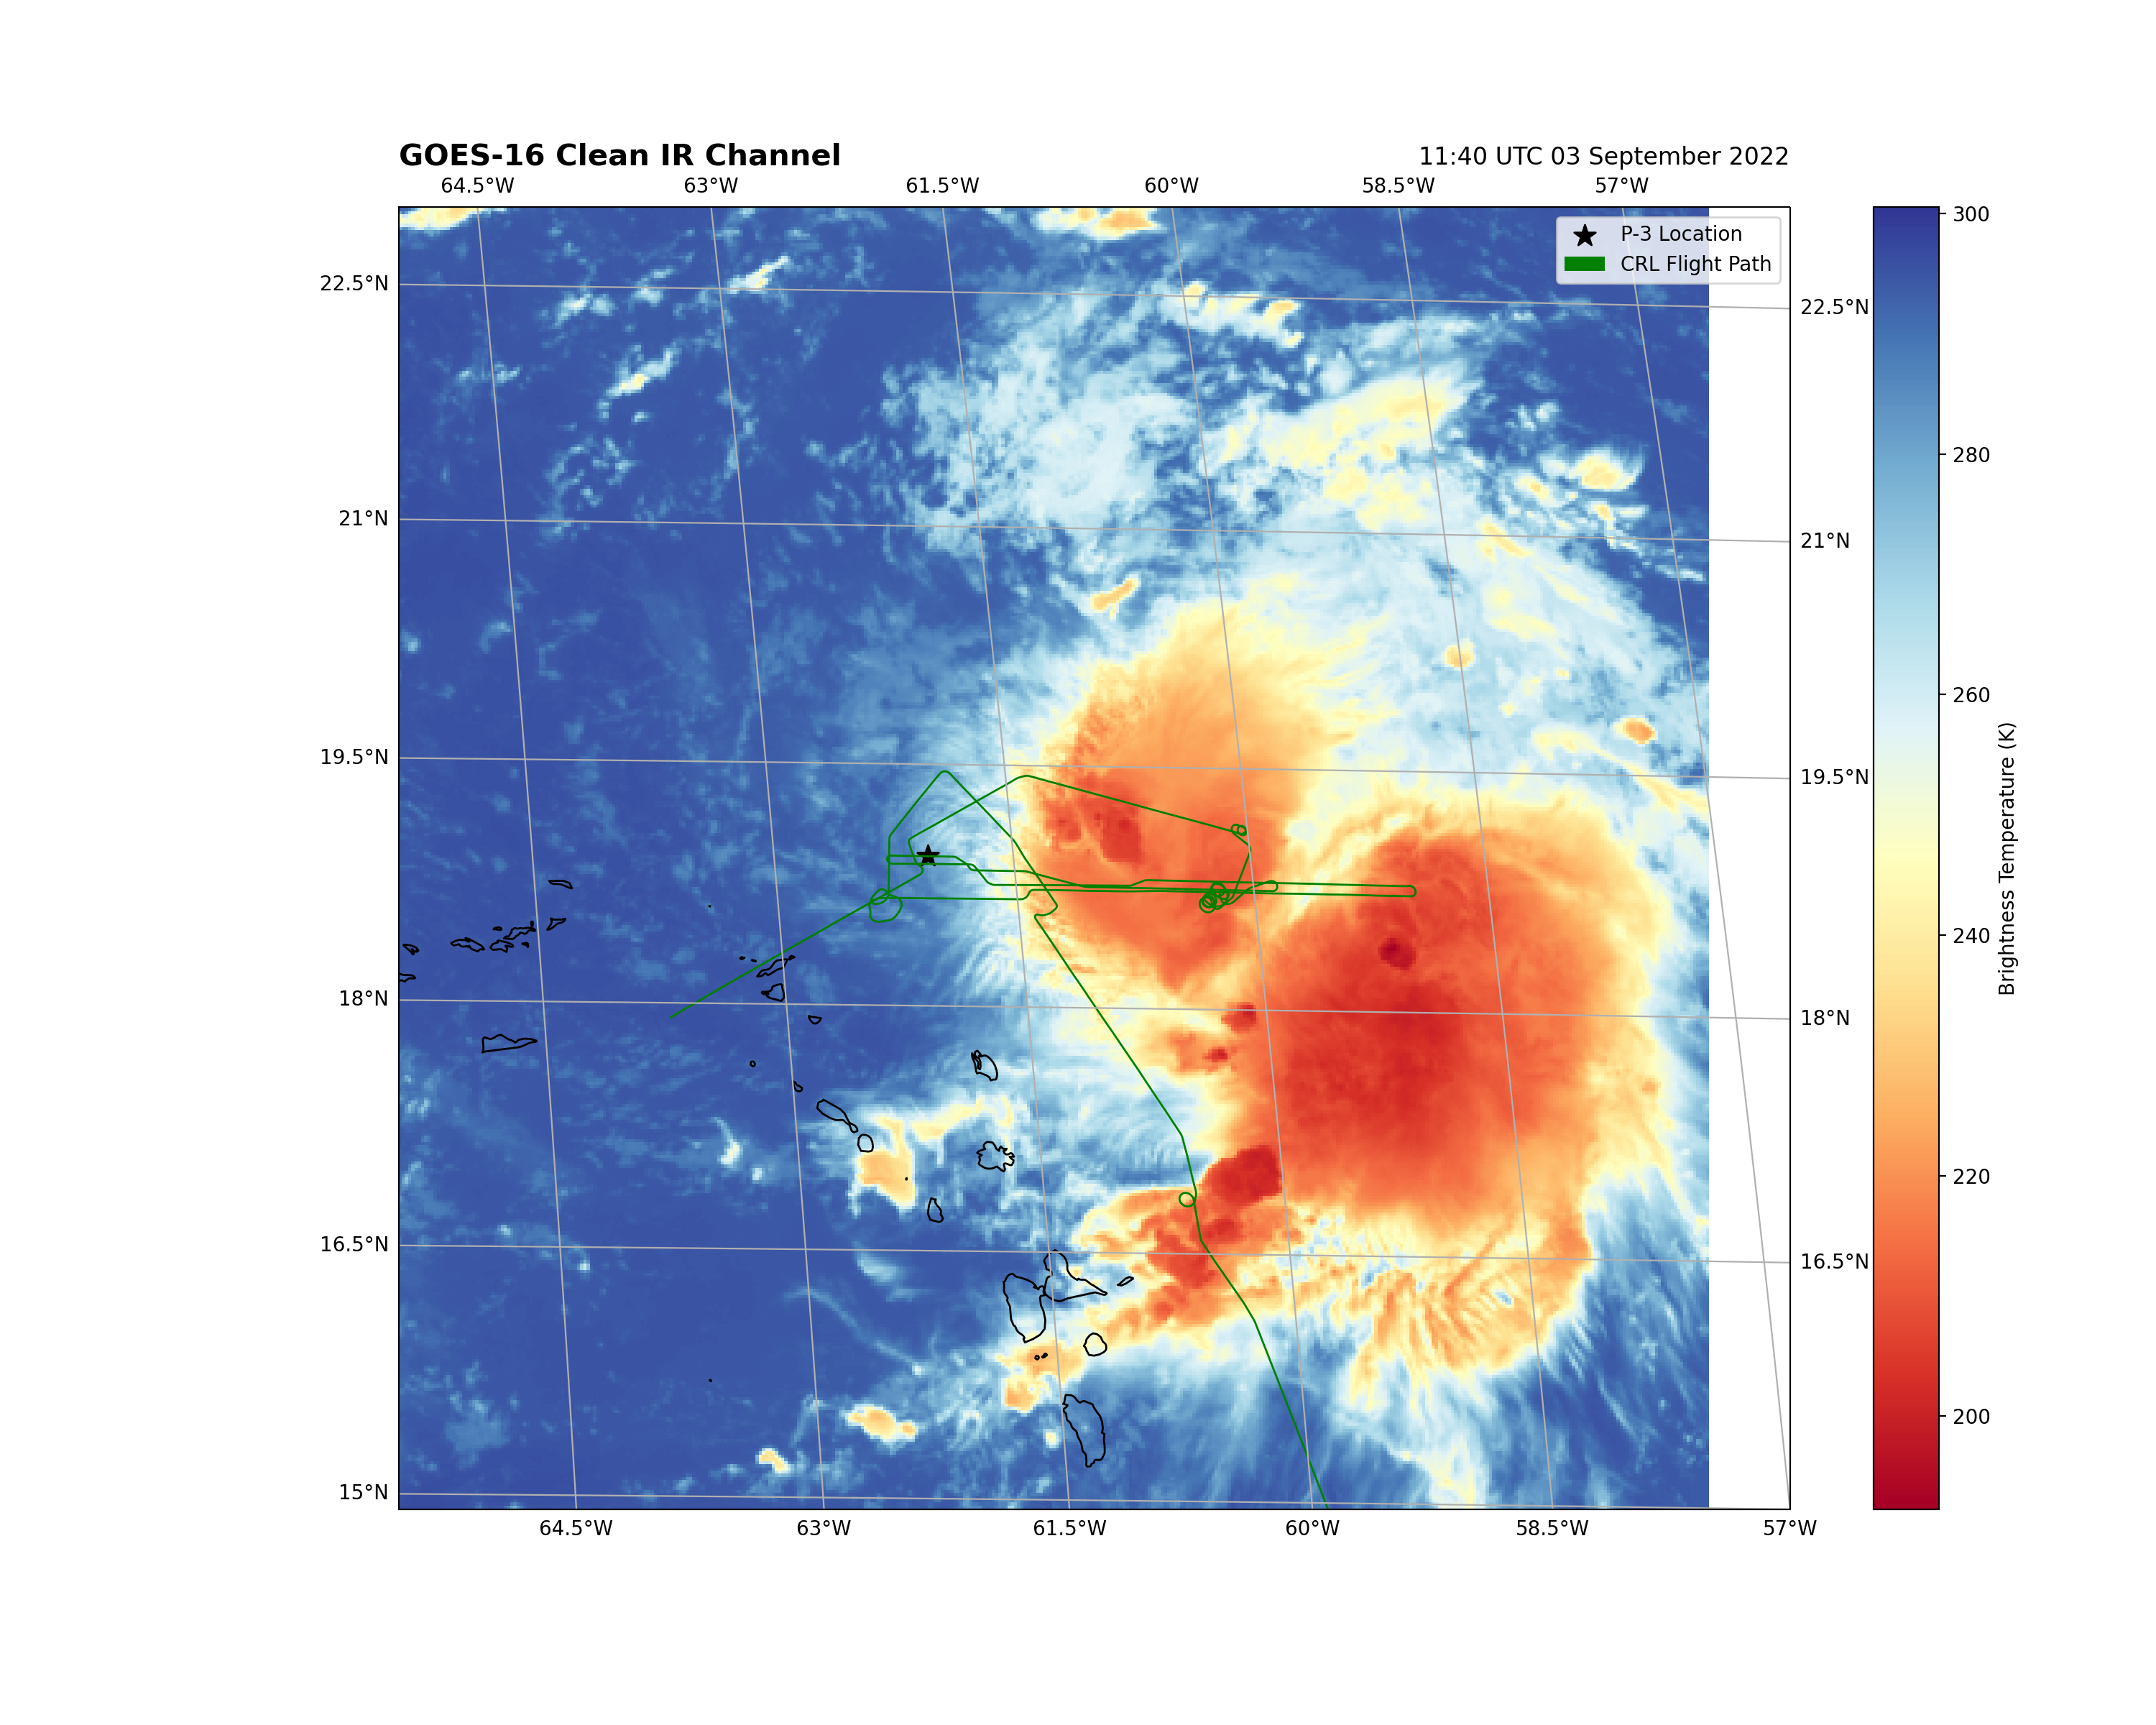 GOES-16 Clean IR Channel
11:40 UTC 03 September 2022
64.5°W 63°W 61.5°W 60°W 58.5°W 57°W
P-3 Location
CRL Flight Path
22.5°N
21°N
19.5°N
18°N
16.5°N
15°N
22.5°N
21°N
19.5°N
18°N
16.5°N
64.5°W 63°W 61.5°W 60°W 58.5°W 57°W
300
280
260
240
220
200
Brightness Temperature (K)